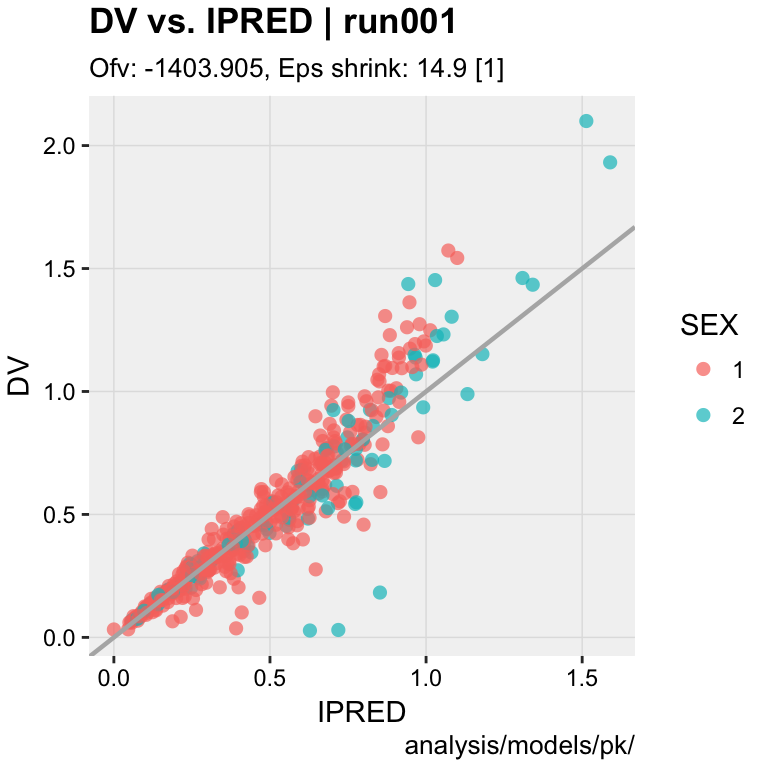 DV vs. IPRED | run001
Ofv: -1403.905, Eps shrink: 14.9 [1]
2.0
1.5
1.0
0.5
0.0
DV
0.0 0.5 1.0 1.5
IPRED
analysis/models/pk/
SEX
1
2